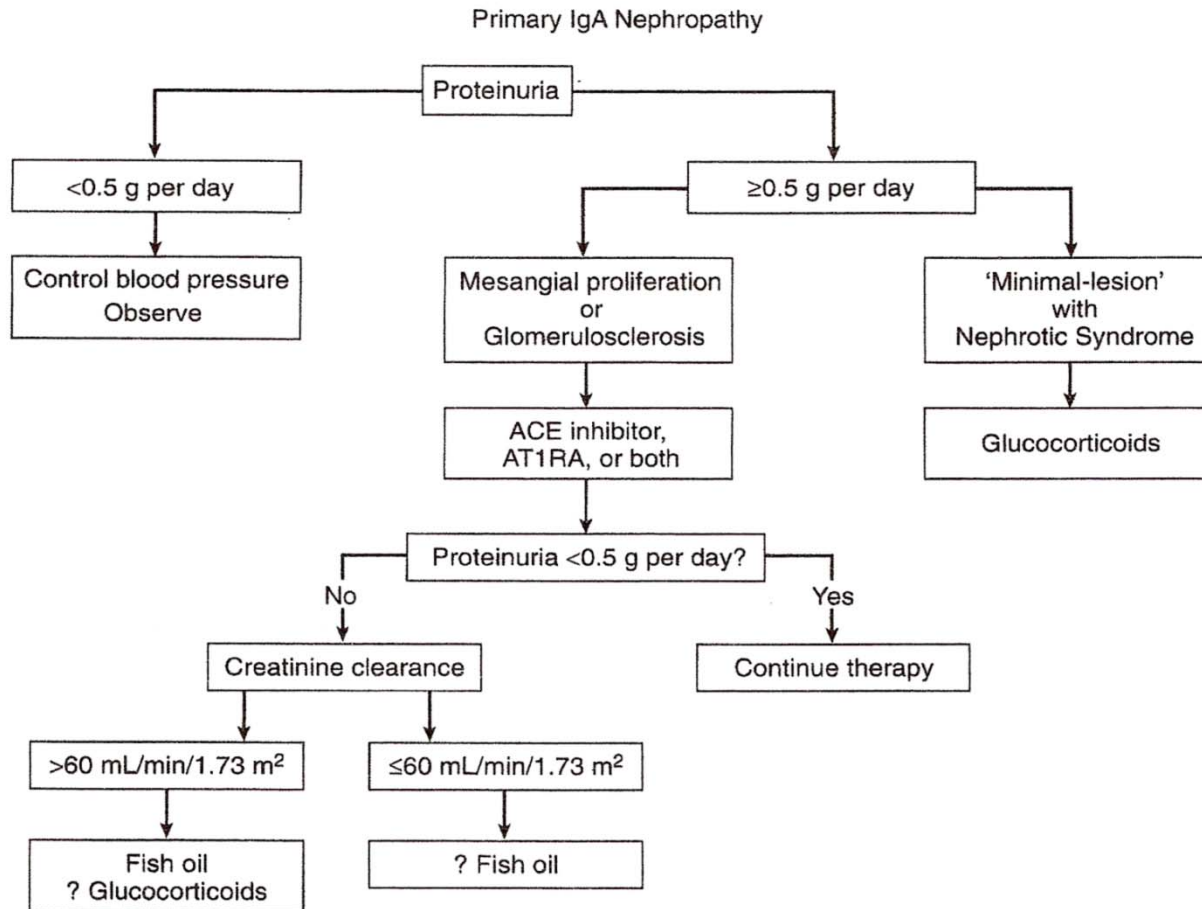 Primary IgA Nephropathy
Proteinuria
<0.5 g per day
≥0.5 g per day
Control blood pressure
Observe
Mesangial proliferation
or
Glomerulosclerosis
'Minimal-lesion'
with
Nephrotic Syndrome
ACE inhibitor,
AT1RA, or both
Glucocorticoids
Proteinuria <0.5 g per day?
No
Yes
Creatinine clearance
Continue therapy
>60 mL/min/1.73 m²
≤60 mL/min/1.73 m²
Fish oil
? Glucocorticoids
? Fish oil